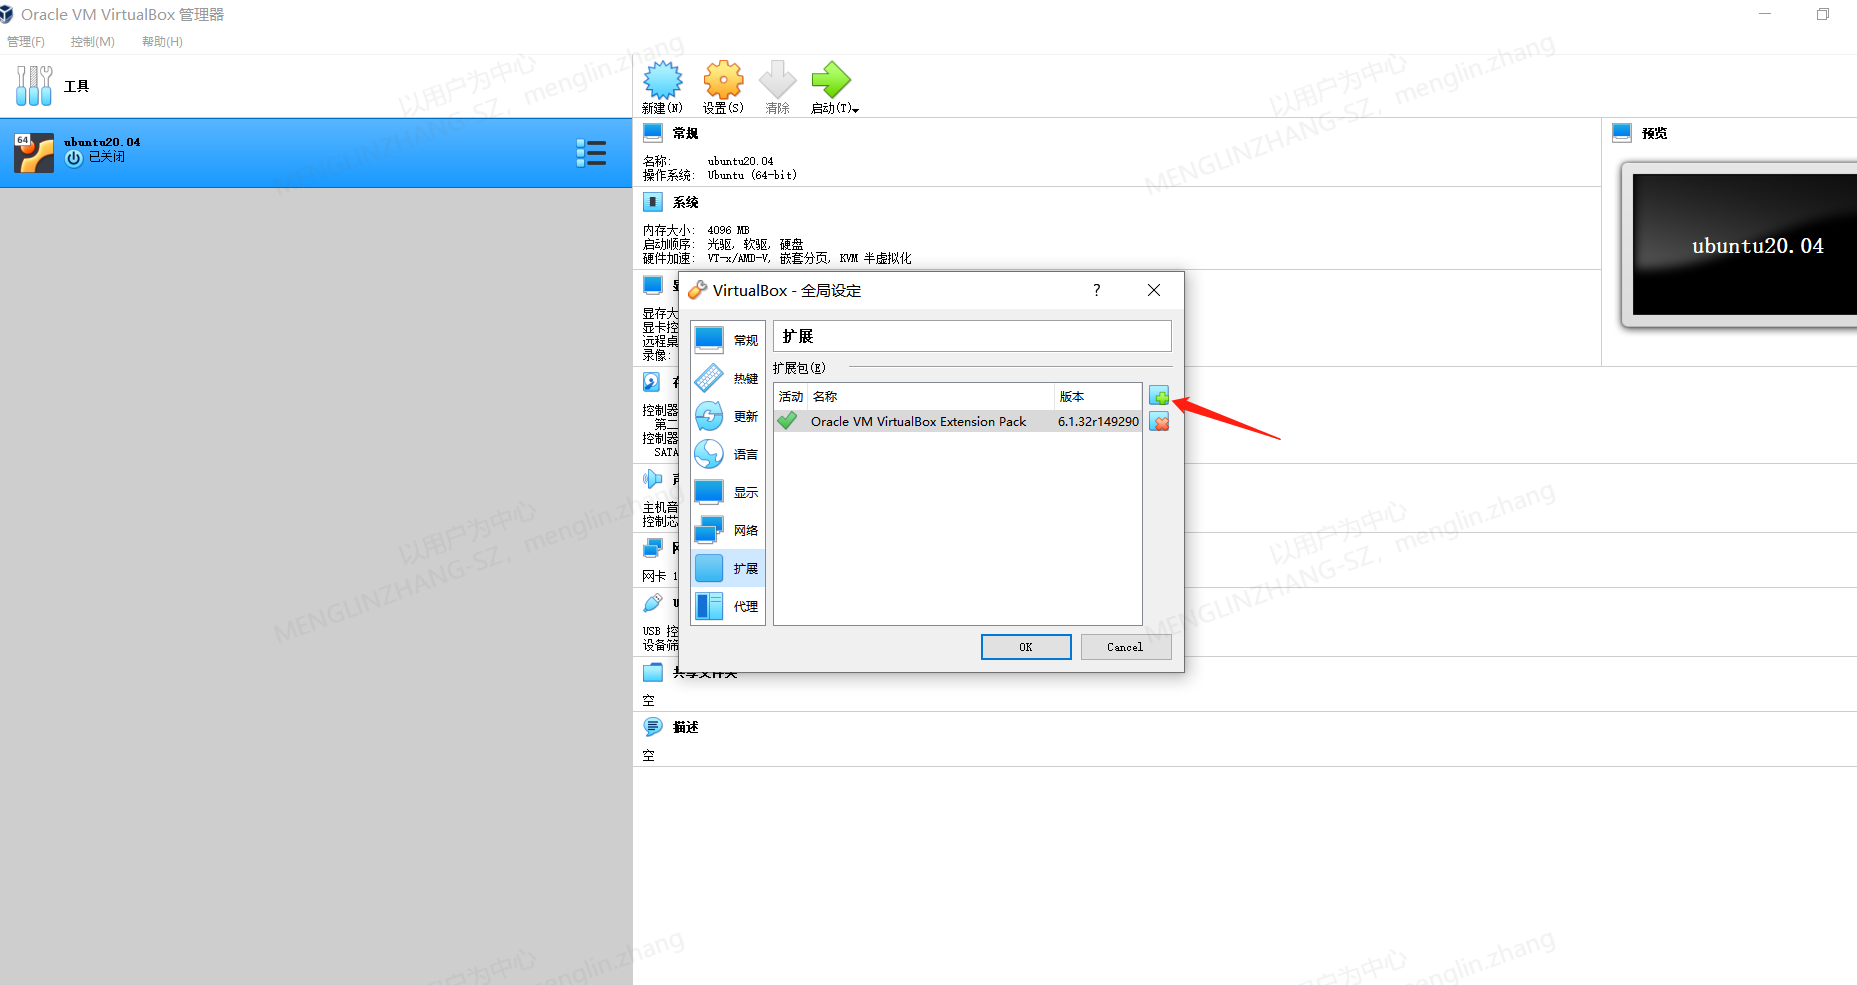 Oracle VM VirtualBox 管理器
管理(F) 控制(M) 帮助(H)
工具
新建(N) 设置(S) 清除 启动(T)
64
ubuntu20.04
已关闭
常规
名称: ubuntu20.04
操作系统: Ubuntu (64-bit)
预览
ubuntu20.04
系统
内存大小: 4096 MB
启动顺序: 光驱, 软驱, 硬盘
硬件加速: VT-x/AMD-V, 嵌套分页, KVM 半虚拟化
显存大
显卡控
远程桌
录像:
控制器
第二
控制器
SATA
主机音
控制芯
网卡 1
USB 控
设备筛
共享文件夹
空
描述
空
VirtualBox - 全局设定
?
常规
热键
更新
语言
显示
网络
扩展
代理
扩展
扩展包(E)
活动 名称 版本
Oracle VM VirtualBox Extension Pack 6.1.32r149290
OK Cancel
以用户为中心
MENGLINZHANG-SZ, menglin.zhang
以用户为中心
MENGLINZHANG-SZ, menglin.zhang
以用户为中心
MENGLINZHANG-SZ, menglin.zhang
以用户为中心
MENGLINZHANG-SZ, menglin.zhang
以用户为中心
menglin.zhang
以用户为中心
menglin.zhang